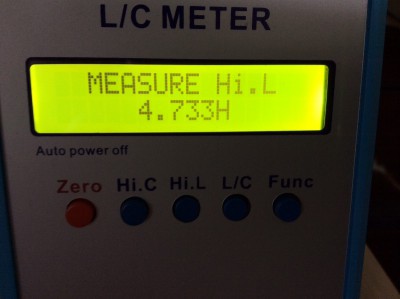 L/C METER
MEASURE Hi.L
4.733H
Auto power off
Zero Hi.C Hi.L L/C Func